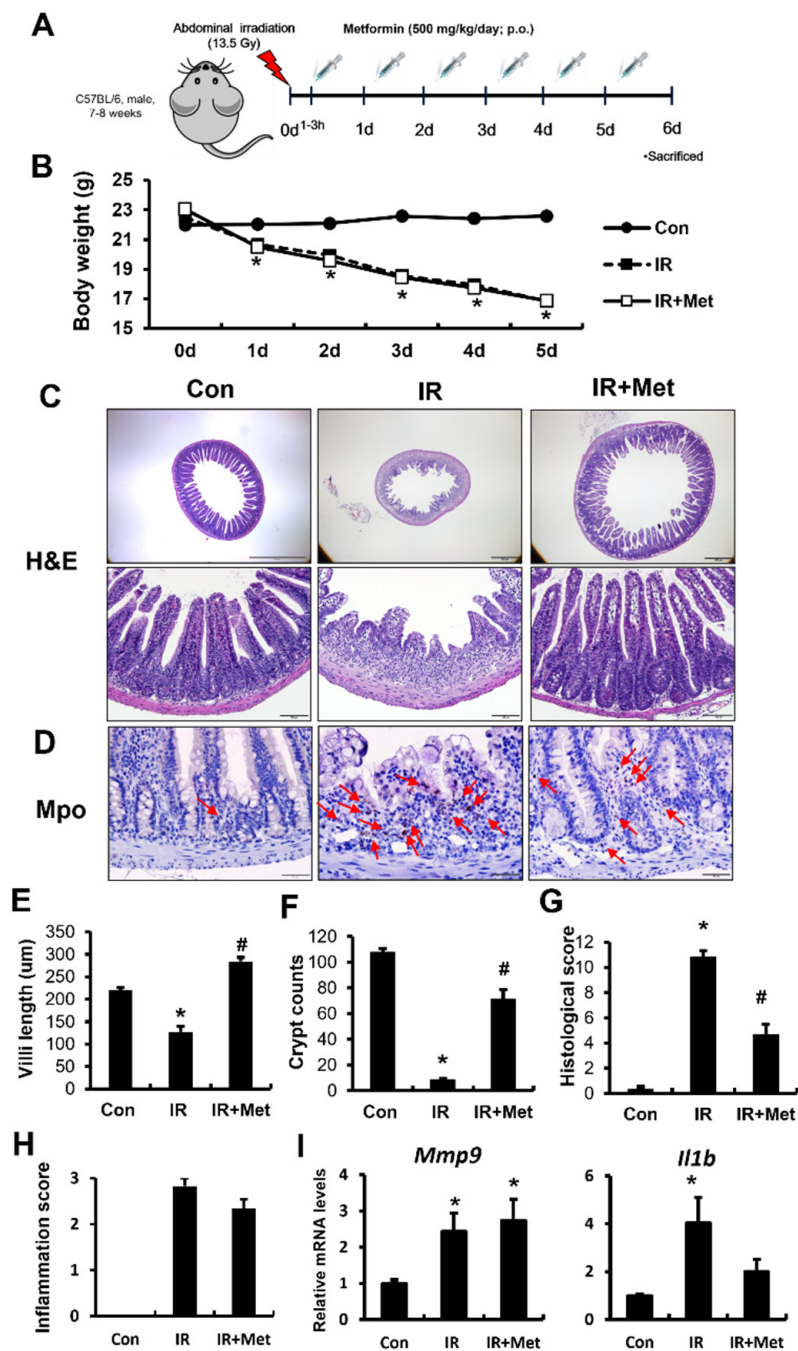 A
Abdominal irradiation
(13.5 Gy)
Metformin (500 mg/kg/day; p.o.)
C57BL/6, male,
7-8 weeks
0d 1-3h 1d 2d 3d 4d 5d 6d
•Sacrificed
B
Body weight (g)
25
23
21
19
17
15
0d 1d 2d 3d 4d 5d
* * * * *
Con
IR
IR+Met
C
Con IR IR+Met
H&E
D
Mpo
E
Villi length (um)
350
300
250
200
150
100
50
0
* #
Con IR IR+Met
F
Crypt counts
120
100
80
60
40
20
0
* #
Con IR IR+Met
G
Histological score
12
10
8
6
4
2
0
* #
Con IR IR+Met
H
Inflammation score
3
2
1
0
Con IR IR+Met
I
Mmp9
Relative mRNA levels
4
3
2
1
0
* *
Con IR IR+Met
Il1b
6
4
2
0
*
Con IR IR+Met